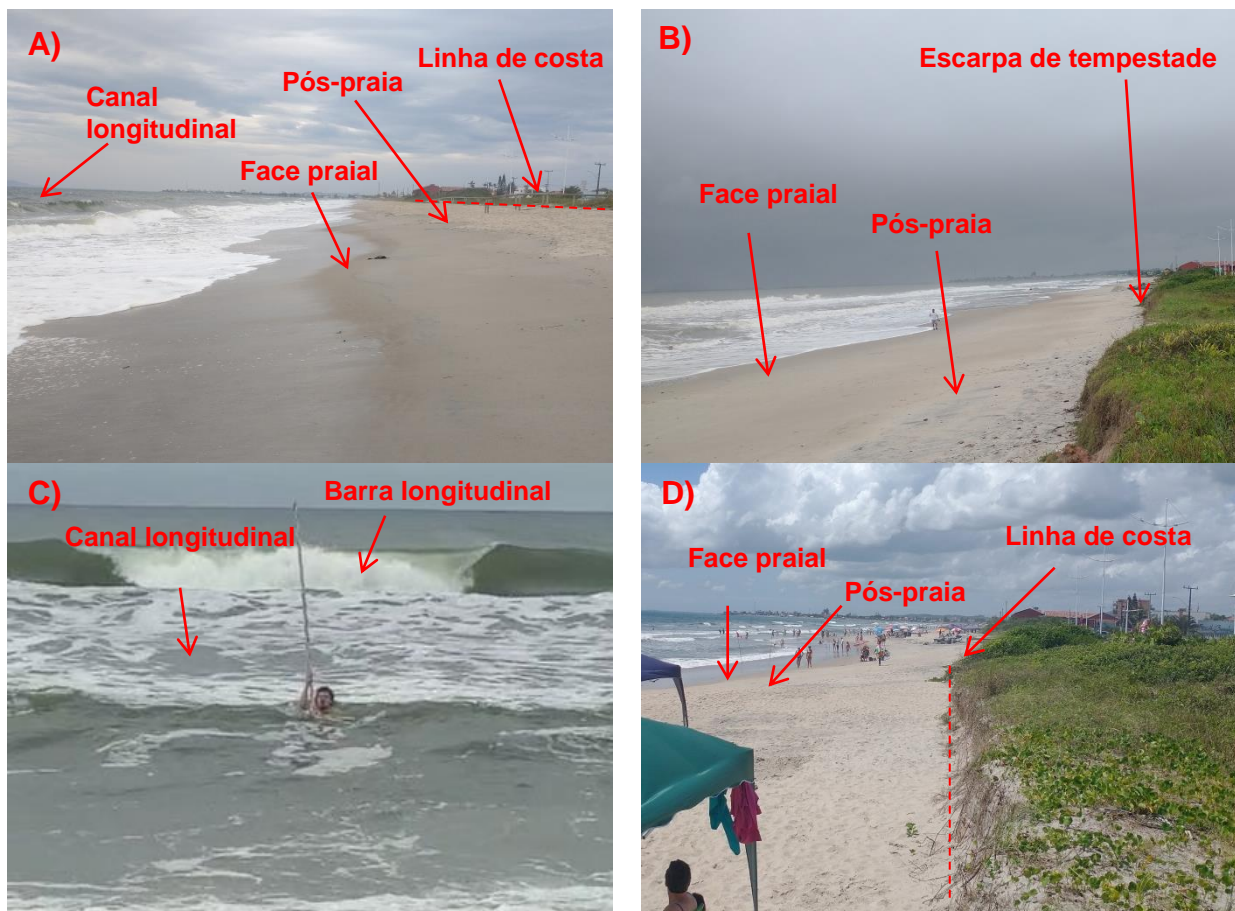 A)
Linha de costa
Pós-praia
Canal
longitudinal
Face praial
B)
Escarpa de tempestade
Face praial
Pós-praia
C)
Barra longitudinal
Canal longitudinal
D)
Linha de costa
Face praial
Pós-praia